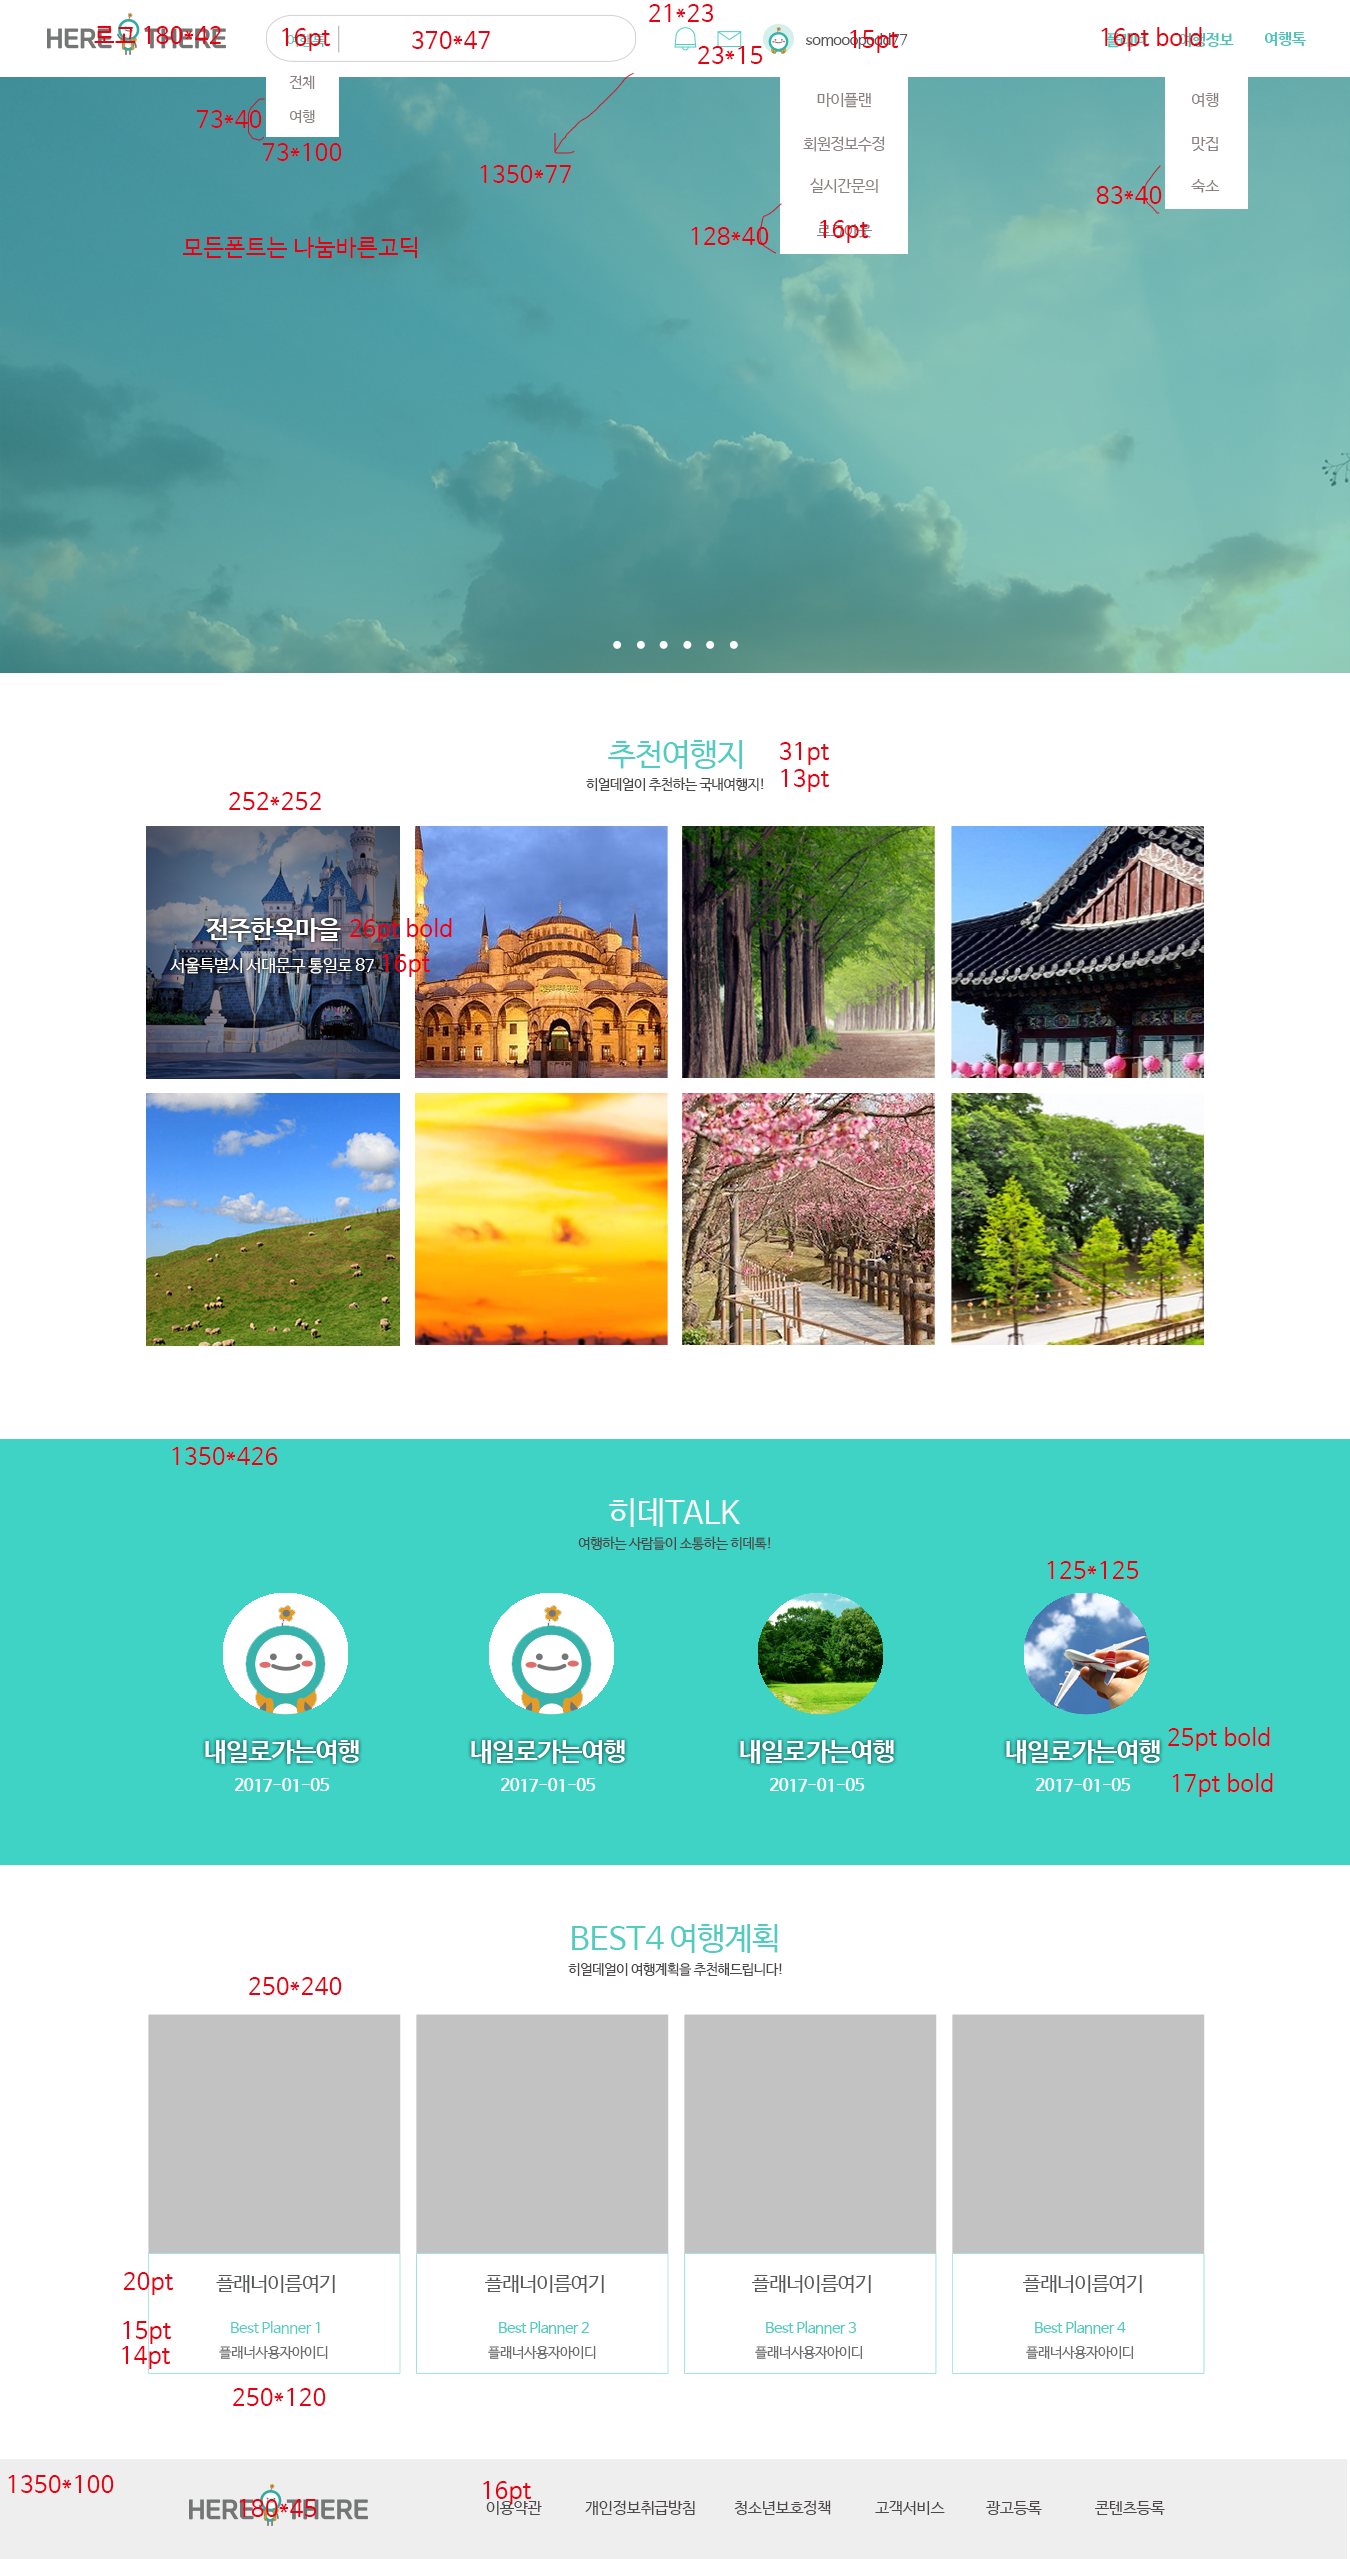 HERE THERE
로고 180*42
16pt
370*47
21*23
23*15
15pt
16pt bold
여행정보
여행톡
전체
여행
73*40
73*100
1350*77
마이플랜
회원정보수정
실시간문의
128*40
16pt
여행
맛집
숙소
83*40
모든폰트는 나눔바른고딕
추천여행지
31pt
히얼데얼이 추천하는 국내여행지!
13pt
252*252
전주한옥마을
26pt bold
서울특별시 서대문구 통일로 87
16pt
1350*426
히데TALK
여행하는 사람들이 소통하는 히데톡!
125*125
내일로가는여행
내일로가는여행
내일로가는여행
내일로가는여행
25pt bold
2017-01-05
2017-01-05
2017-01-05
2017-01-05
17pt bold
BEST4 여행계획
히얼데얼이 여행계획을 추천해드립니다!
250*240
20pt
플래너이름여기
플래너이름여기
플래너이름여기
플래너이름여기
15pt
Best Planner 1
Best Planner 2
Best Planner 3
Best Planner 4
14pt
플래너사용자아이디
플래너사용자아이디
플래너사용자아이디
플래너사용자아이디
250*120
1350*100
HERE THERE
180*45
16pt
이용약관
개인정보취급방침
청소년보호정책
고객서비스
광고등록
콘텐츠등록